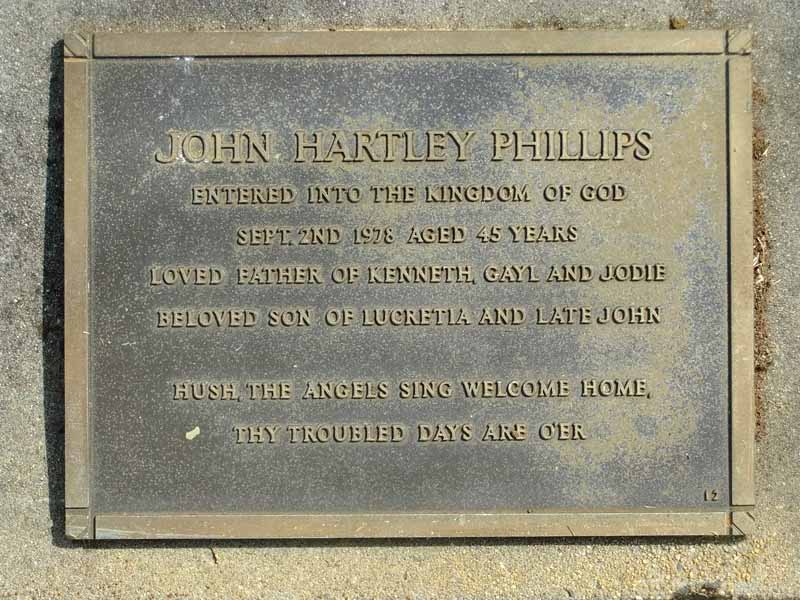 JOHN HARTLEY PHILLIPS
ENTERED INTO THE KINGDOM OF GOD
SEPT. 2ND 1978 AGED 45 YEARS
LOVED FATHER OF KENNETH, GAYL AND JODIE
BELOVED SON OF LUCRETIA AND LATE JOHN
HUSH, THE ANGELS SING WELCOME HOME,
THY TROUBLED DAYS ARE O'ER
12